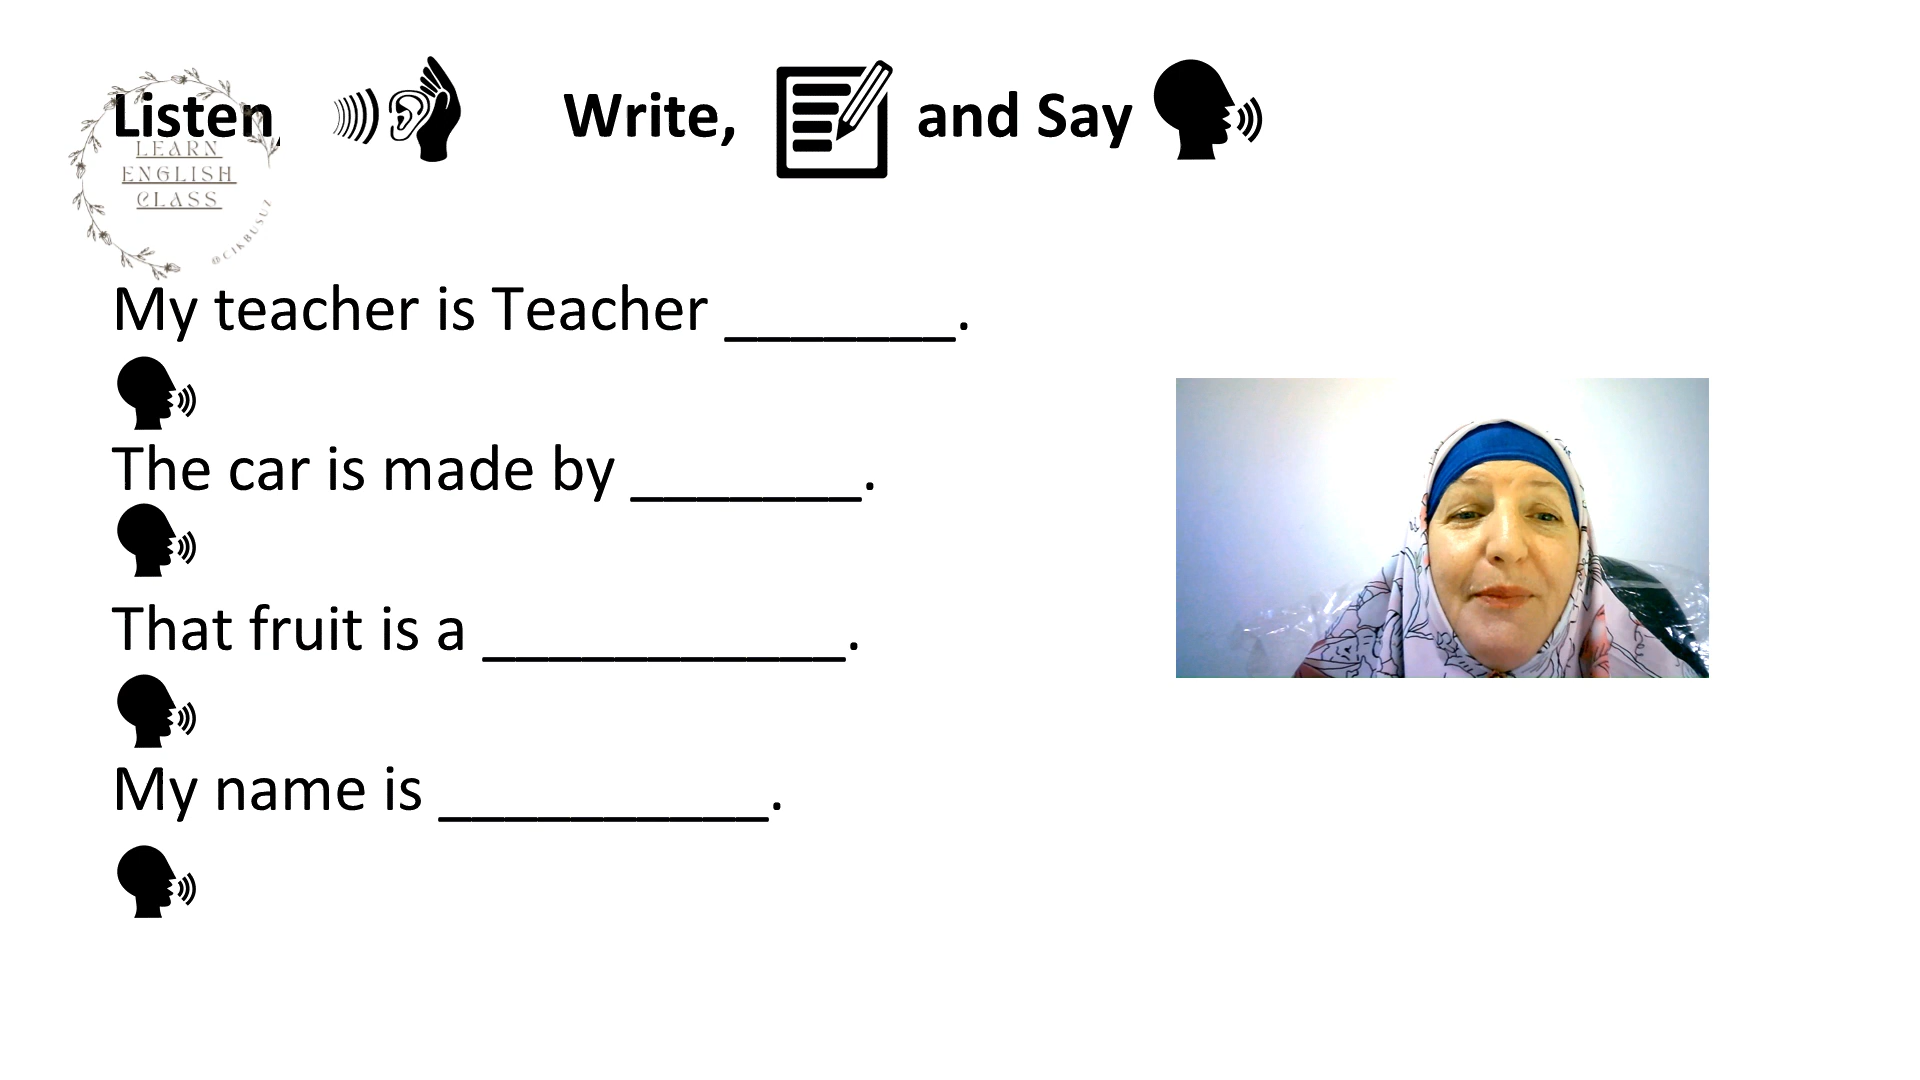 Listen, Write, and Say
LEARN
ENGLISH
CLASS
@CIKBUSUZ
My teacher is Teacher _______.
The car is made by _______.
That fruit is a ___________.
My name is __________.